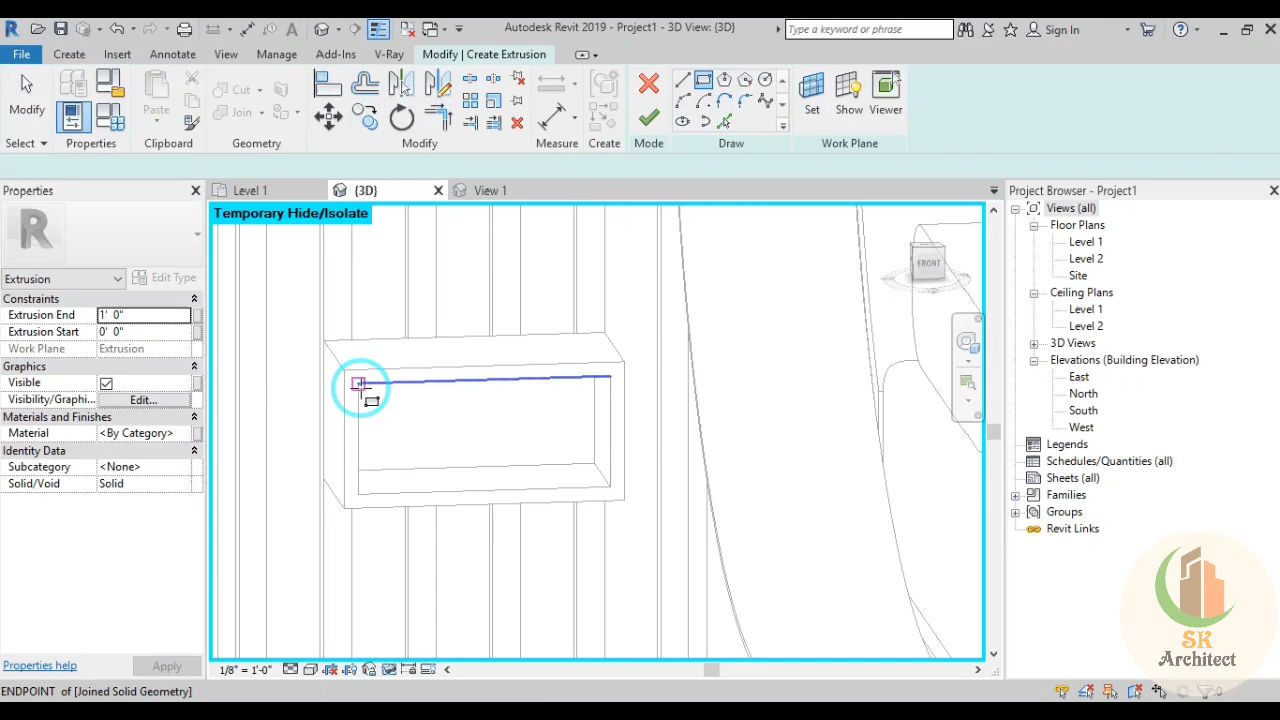 Autodesk Revit 2019 - Project1 - 3D View: {3D}
Type a keyword or phrase
Sign In
File
Create
Insert
Annotate
View
Manage
Add-Ins
V-Ray
Modify | Create Extrusion
Modify
Paste
Cut
Join
Set
Show
Viewer
Select
Properties
Clipboard
Geometry
Modify
Measure
Create
Mode
Draw
Work Plane
Properties
Level 1
{3D}
View 1
Project Browser - Project1
Temporary Hide/Isolate
R
Extrusion
Edit Type
Constraints
Extrusion End
1' 0"
Extrusion Start
0' 0"
Work Plane
Extrusion
Graphics
Visible
Visibility/Graphi...
Edit...
Materials and Finishes
Material
<By Category>
Identity Data
Subcategory
<None>
Solid/Void
Solid
FRONT
Views (all)
Floor Plans
Level 1
Level 2
Site
Ceiling Plans
Level 1
Level 2
3D Views
Elevations (Building Elevation)
East
North
South
West
Legends
Schedules/Quantities (all)
Sheets (all)
Families
Groups
Revit Links
SK
Architect
Properties help
Apply
1/8" = 1'-0"
ENDPOINT of [Joined Solid Geometry]
:0